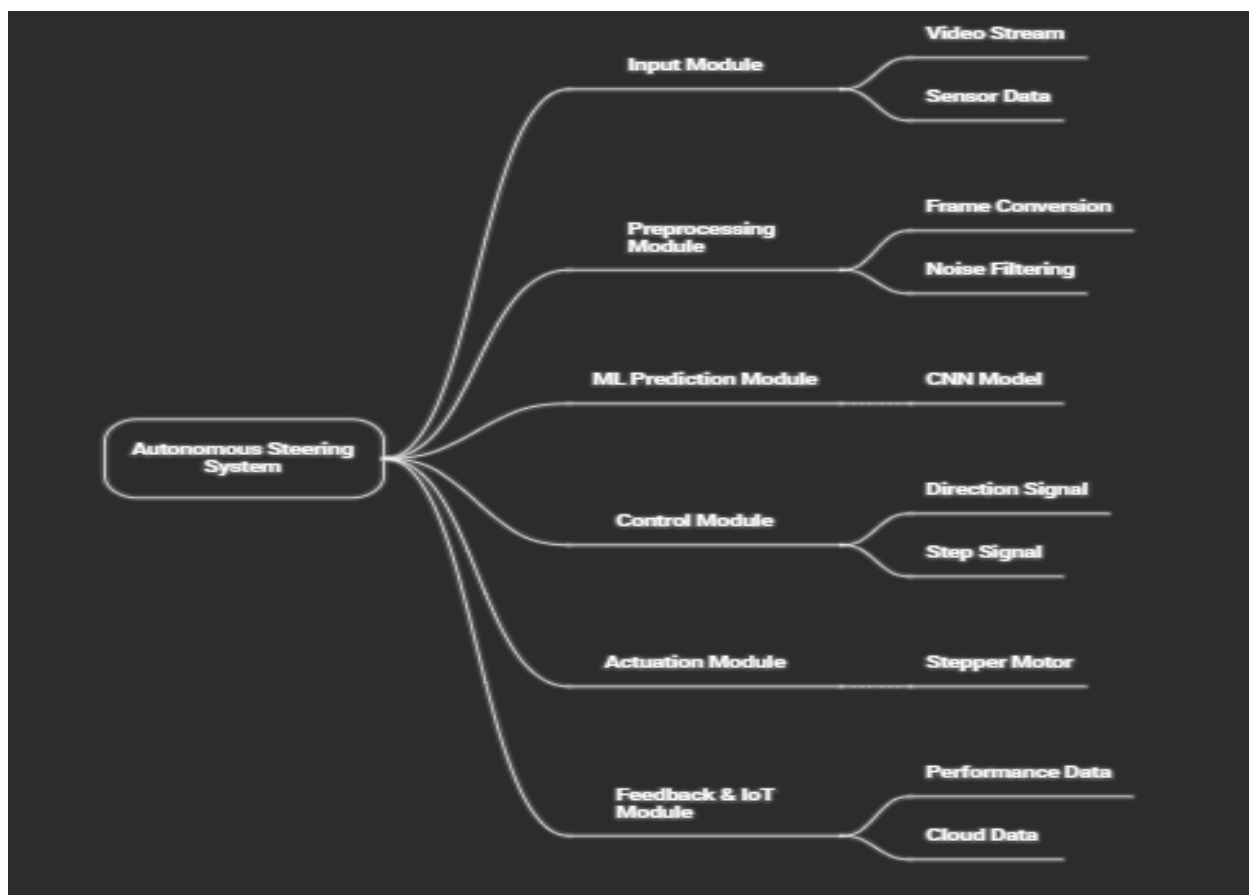 Video Stream
Input Module
Sensor Data
Frame Conversion
Preprocessing
Module
Noise Filtering
ML Prediction Module
CNN Model
Autonomous Steering
System
Direction Signal
Control Module
Step Signal
Actuation Module
Stepper Motor
Performance Data
Feedback & IoT
Module
Cloud Data